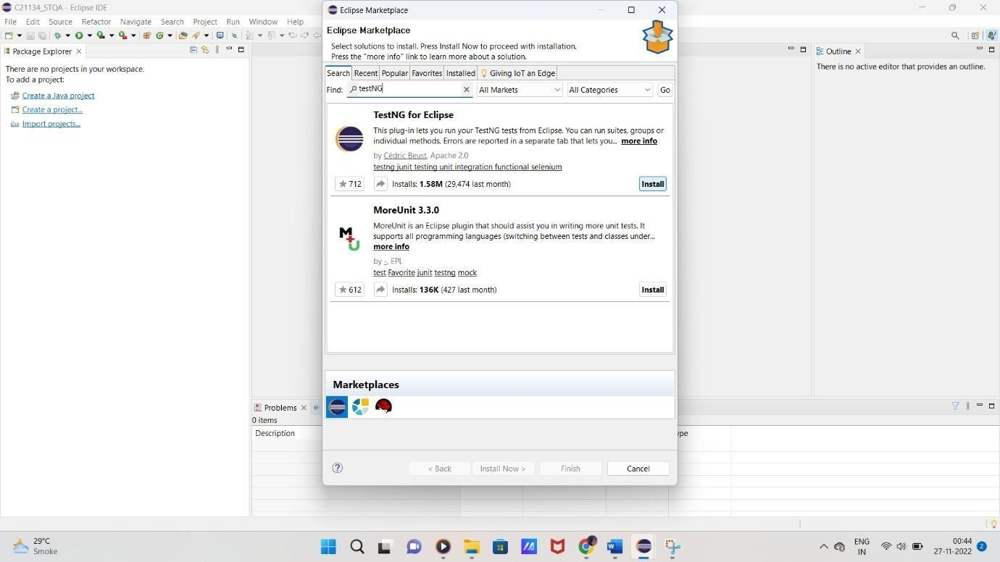 C21134_STQA - Eclipse IDE
File Edit Source Refactor Navigate Search Project Run Window Help
Package Explorer
There are no projects in your workspace.
To add a project:
Create a Java project
Create a project...
Import projects...
Eclipse Marketplace
Eclipse Marketplace
Select solutions to install. Press Install Now to proceed with installation.
Press the "more info" link to learn more about a solution.
Search Recent Popular Favorites Installed Giving IoT an Edge
Find: testNG All Markets All Categories Go
TestNG for Eclipse
This plug-in lets you run your TestNG tests from Eclipse. You can run suites, groups or
individual methods. Errors are reported in a separate tab that lets you... more info
by Cédric Beust, Apache 2.0
testng junit testing unit integration functional selenium
712 Installs: 1.58M (29,474 last month) Install
MoreUnit 3.3.0
MoreUnit is an Eclipse plugin that should assist you in writing more unit tests. It
supports all programming languages (switching between tests and classes under...
more info
by -, EPL
test Favorite junit testng mock
612 Installs: 136K (427 last month) Install
Marketplaces
< Back Install Now > Finish Cancel
Outline
There is no active editor that provides an outline.
Problems
0 items
Description ype
29°C
Smoke
ENG
IN
00:44
27-11-2022
2